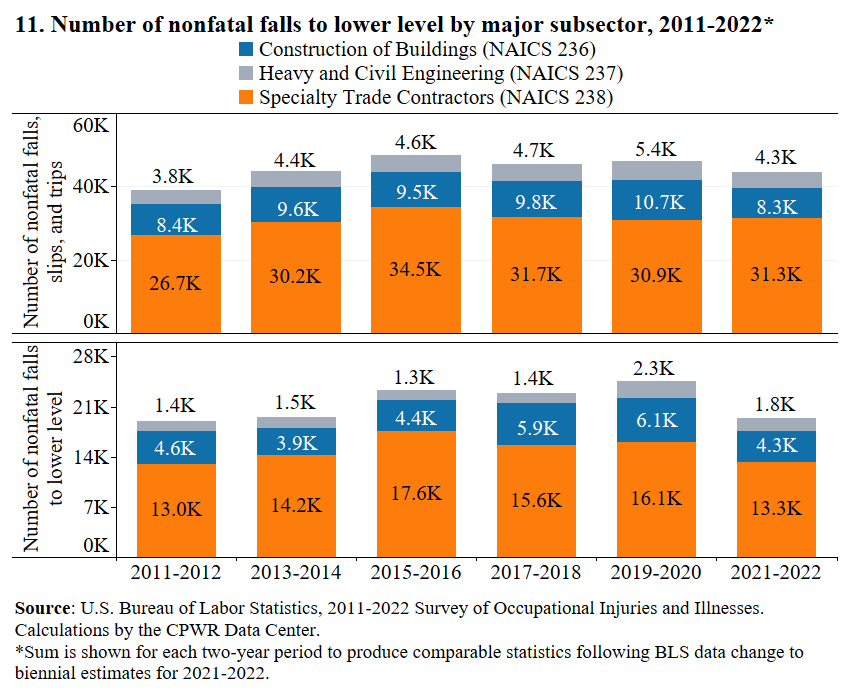 11. Number of nonfatal falls to lower level by major subsector, 2011-2022*
Construction of Buildings (NAICS 236)
Heavy and Civil Engineering (NAICS 237)
Specialty Trade Contractors (NAICS 238)
Number of nonfatal falls,
slips, and trips
60K
40K
20K
0K
3.8K
4.4K
4.6K
4.7K
5.4K
4.3K
8.4K
9.6K
9.5K
9.8K
10.7K
8.3K
26.7K
30.2K
34.5K
31.7K
30.9K
31.3K
Number of nonfatal falls
to lower level
28K
21K
14K
7K
0K
1.4K
1.5K
1.3K
1.4K
2.3K
1.8K
4.6K
3.9K
4.4K
5.9K
6.1K
4.3K
13.0K
14.2K
17.6K
15.6K
16.1K
13.3K
2011-2012
2013-2014
2015-2016
2017-2018
2019-2020
2021-2022
Source: U.S. Bureau of Labor Statistics, 2011-2022 Survey of Occupational Injuries and Illnesses.
Calculations by the CPWR Data Center.
*Sum is shown for each two-year period to produce comparable statistics following BLS data change to
biennial estimates for 2021-2022.